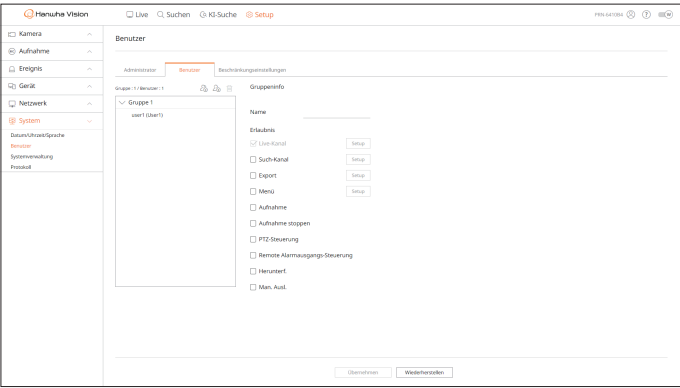 Hanwha Vision
Live Suchen KI-Suche Setup
PRN-6410DB4
Kamera
Aufnahme
Ereignis
Gerät
Netzwerk
System
Datum/Uhrzeit/Sprache
Benutzer
Systemverwaltung
Protokoll
Benutzer
Administrator Benutzer Beschränkungseinstellungen
Gruppe : 1 / Benutzer : 1
Gruppe 1
user1 (User1)
Gruppeninfo
Name
Erlaubnis
Live-Kanal Setup
Such-Kanal Setup
Export Setup
Menü Setup
Aufnahme
Aufnahme stoppen
PTZ-Steuerung
Remote Alarmausgangs-Steuerung
Herunterf.
Man. Ausl.
Übernehmen Wiederherstellen